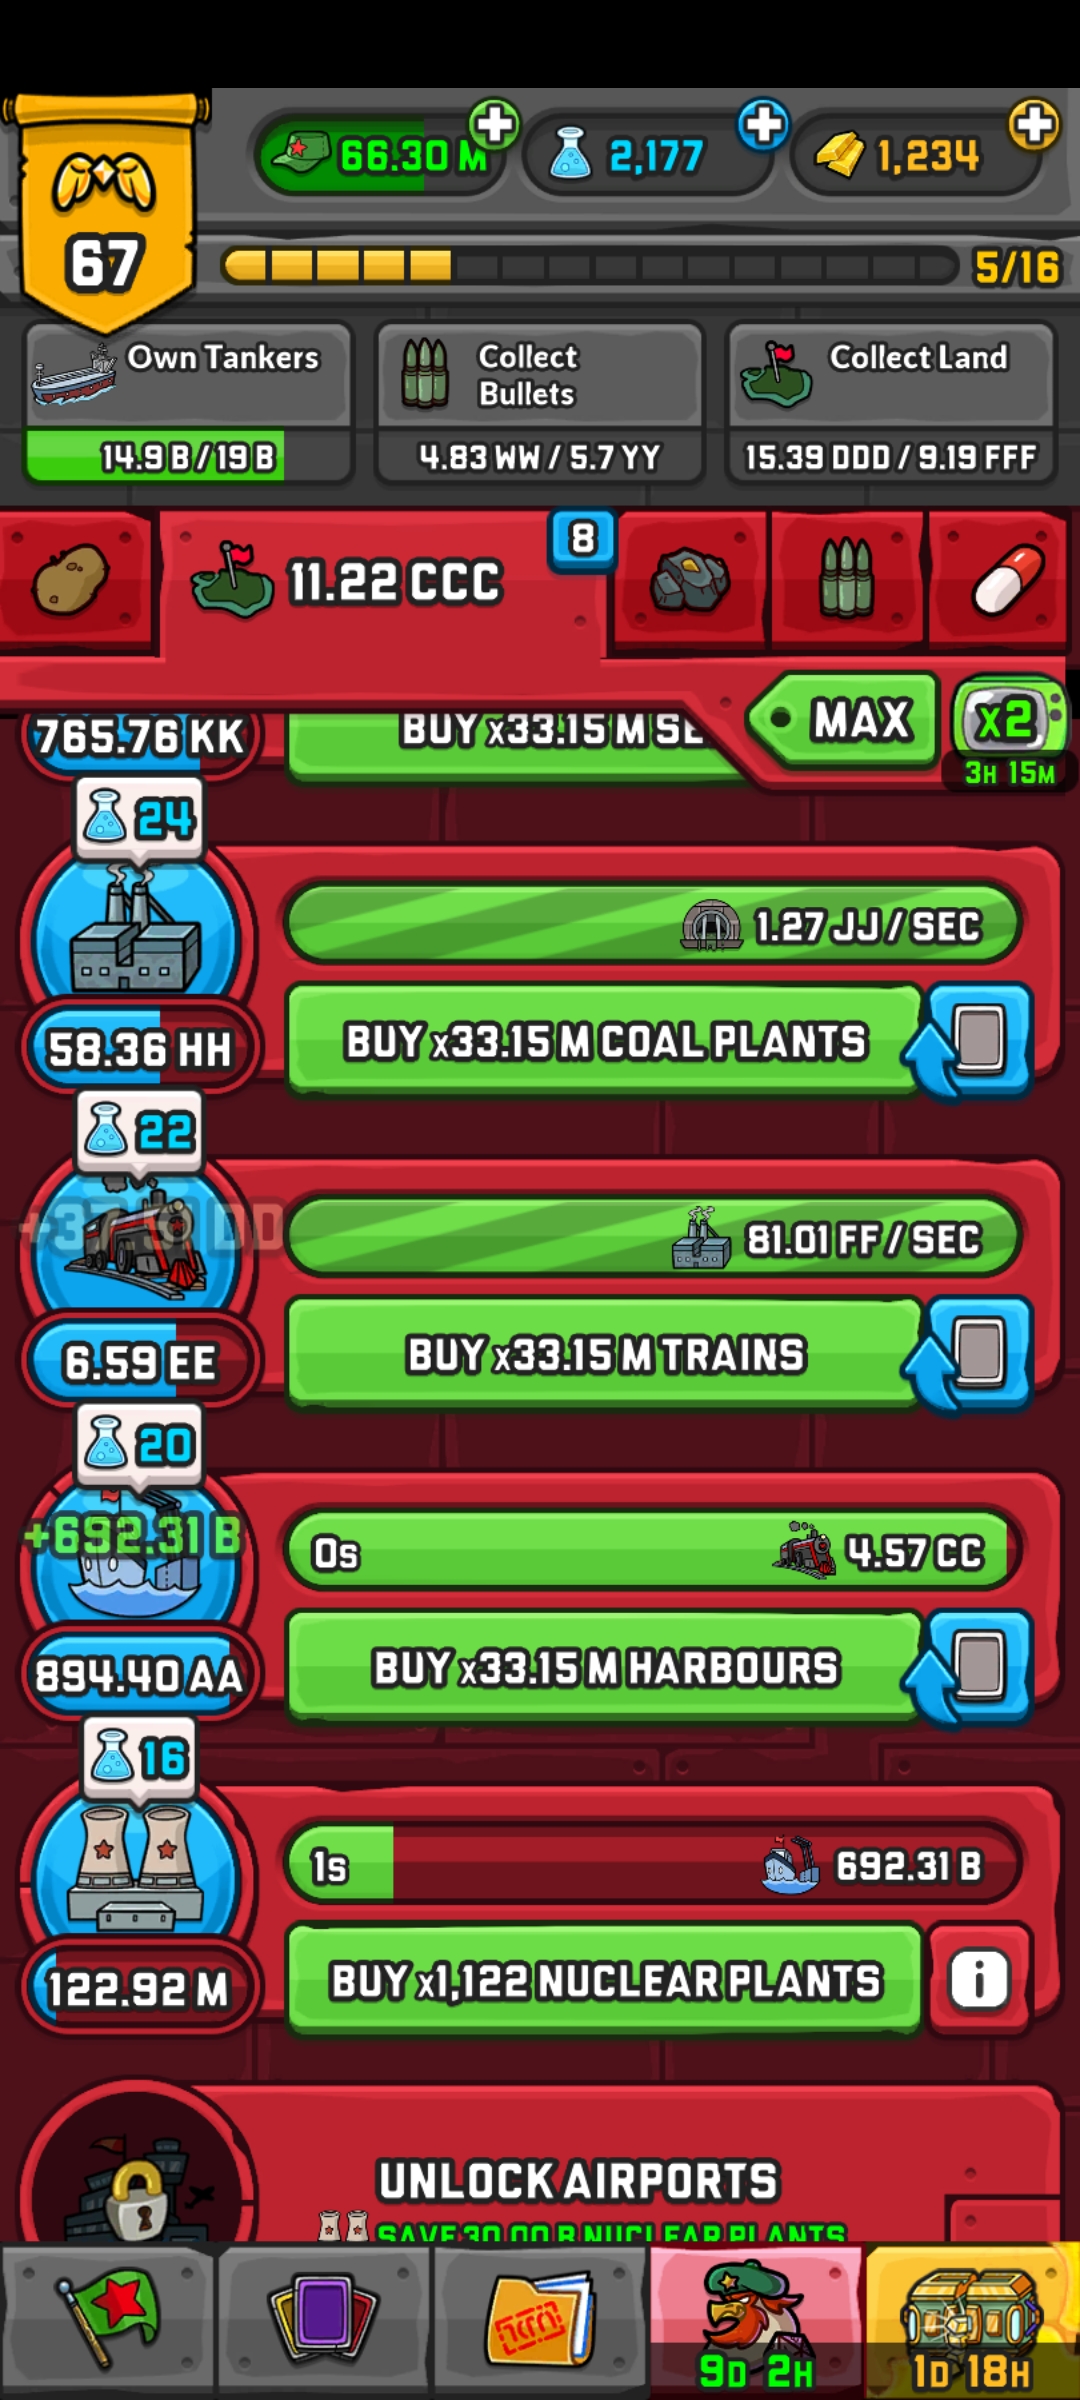 67
66.30 M
2,177
1,234
5/16
Own Tankers
14.9 B / 19 B
Collect
Bullets
4.83 WW / 5.7 YY
Collect Land
15.39 DDD / 9.19 FFF
11.22 CCC
8
MAX
x2
3H 15M
765.76 KK
BUY x33.15 M
24
1.27 JJ / SEC
58.36 HH
BUY x33.15 M COAL PLANTS
22
81.01 FF / SEC
6.59 EE
BUY x33.15 M TRAINS
20
+692.31 B
0s
4.57 CC
894.40 AA
BUY x33.15 M HARBOURS
16
1s
692.31 B
122.92 M
BUY x1,122 NUCLEAR PLANTS
i
UNLOCK AIRPORTS
SAVE 30.00 B NUCLEAR PLANTS
9D 2H
1D 18H